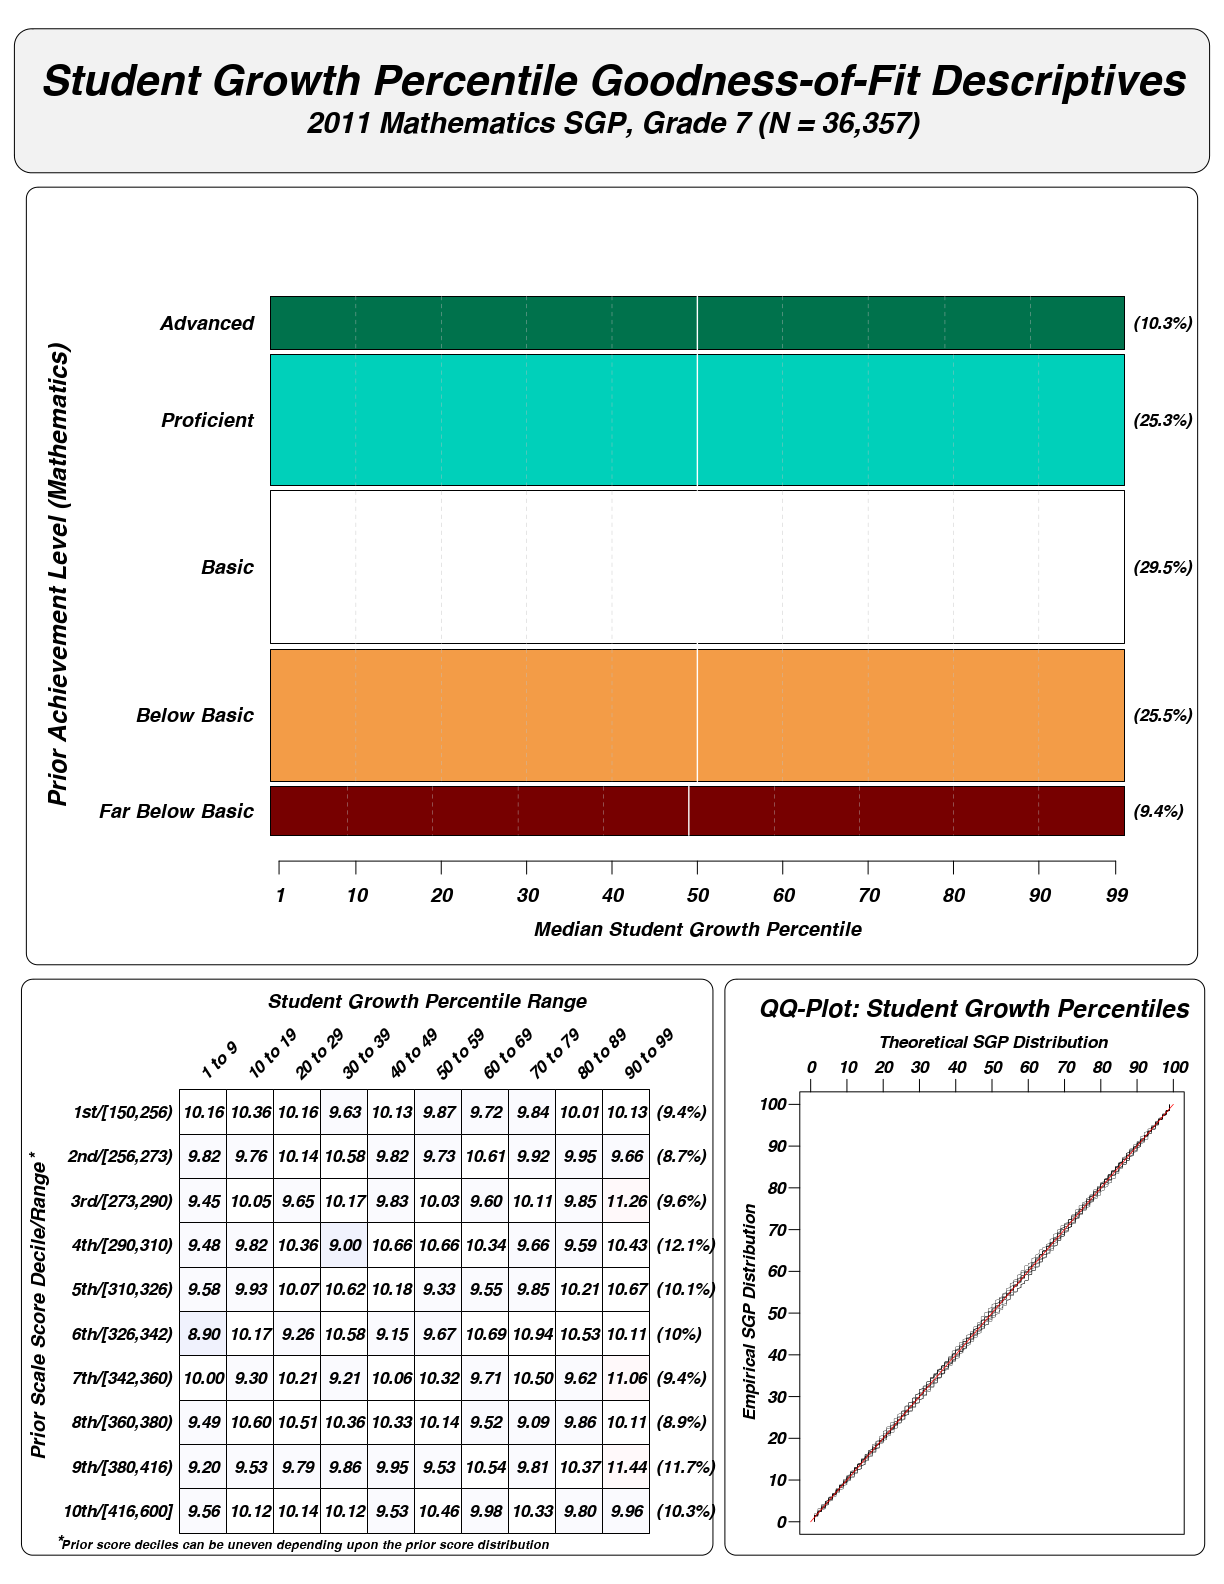 Student Growth Percentile Goodness-of-Fit Descriptives
2011 Mathematics SGP, Grade 7 (N = 36,357)
Prior Achievement Level (Mathematics)
Advanced (10.3%)
Proficient (25.3%)
Basic (29.5%)
Below Basic (25.5%)
Far Below Basic (9.4%)
1 10 20 30 40 50 60 70 80 90 99
Median Student Growth Percentile
Student Growth Percentile Range
1 to 9 10 to 19 20 to 29 30 to 39 40 to 49 50 to 59 60 to 69 70 to 79 80 to 89 90 to 99
Prior Scale Score Decile/Range*
1st/[150,256) 10.16 10.36 10.16 9.63 10.13 9.87 9.72 9.84 10.01 10.13 (9.4%)
2nd/[256,273) 9.82 9.76 10.14 10.58 9.82 9.73 10.61 9.92 9.95 9.66 (8.7%)
3rd/[273,290) 9.45 10.05 9.65 10.17 9.83 10.03 9.60 10.11 9.85 11.26 (9.6%)
4th/[290,310) 9.48 9.82 10.36 9.00 10.66 10.66 10.34 9.66 9.59 10.43 (12.1%)
5th/[310,326) 9.58 9.93 10.07 10.62 10.18 9.33 9.55 9.85 10.21 10.67 (10.1%)
6th/[326,342) 8.90 10.17 9.26 10.58 9.15 9.67 10.69 10.94 10.53 10.11 (10%)
7th/[342,360) 10.00 9.30 10.21 9.21 10.06 10.32 9.71 10.50 9.62 11.06 (9.4%)
8th/[360,380) 9.49 10.60 10.51 10.36 10.33 10.14 9.52 9.09 9.86 10.11 (8.9%)
9th/[380,416) 9.20 9.53 9.79 9.86 9.95 9.53 10.54 9.81 10.37 11.44 (11.7%)
10th/[416,600] 9.56 10.12 10.14 10.12 9.53 10.46 9.98 10.33 9.80 9.96 (10.3%)
*Prior score deciles can be uneven depending upon the prior score distribution
QQ-Plot: Student Growth Percentiles
Theoretical SGP Distribution
0 10 20 30 40 50 60 70 80 90 100
Empirical SGP Distribution
100
90
80
70
60
50
40
30
20
10
0